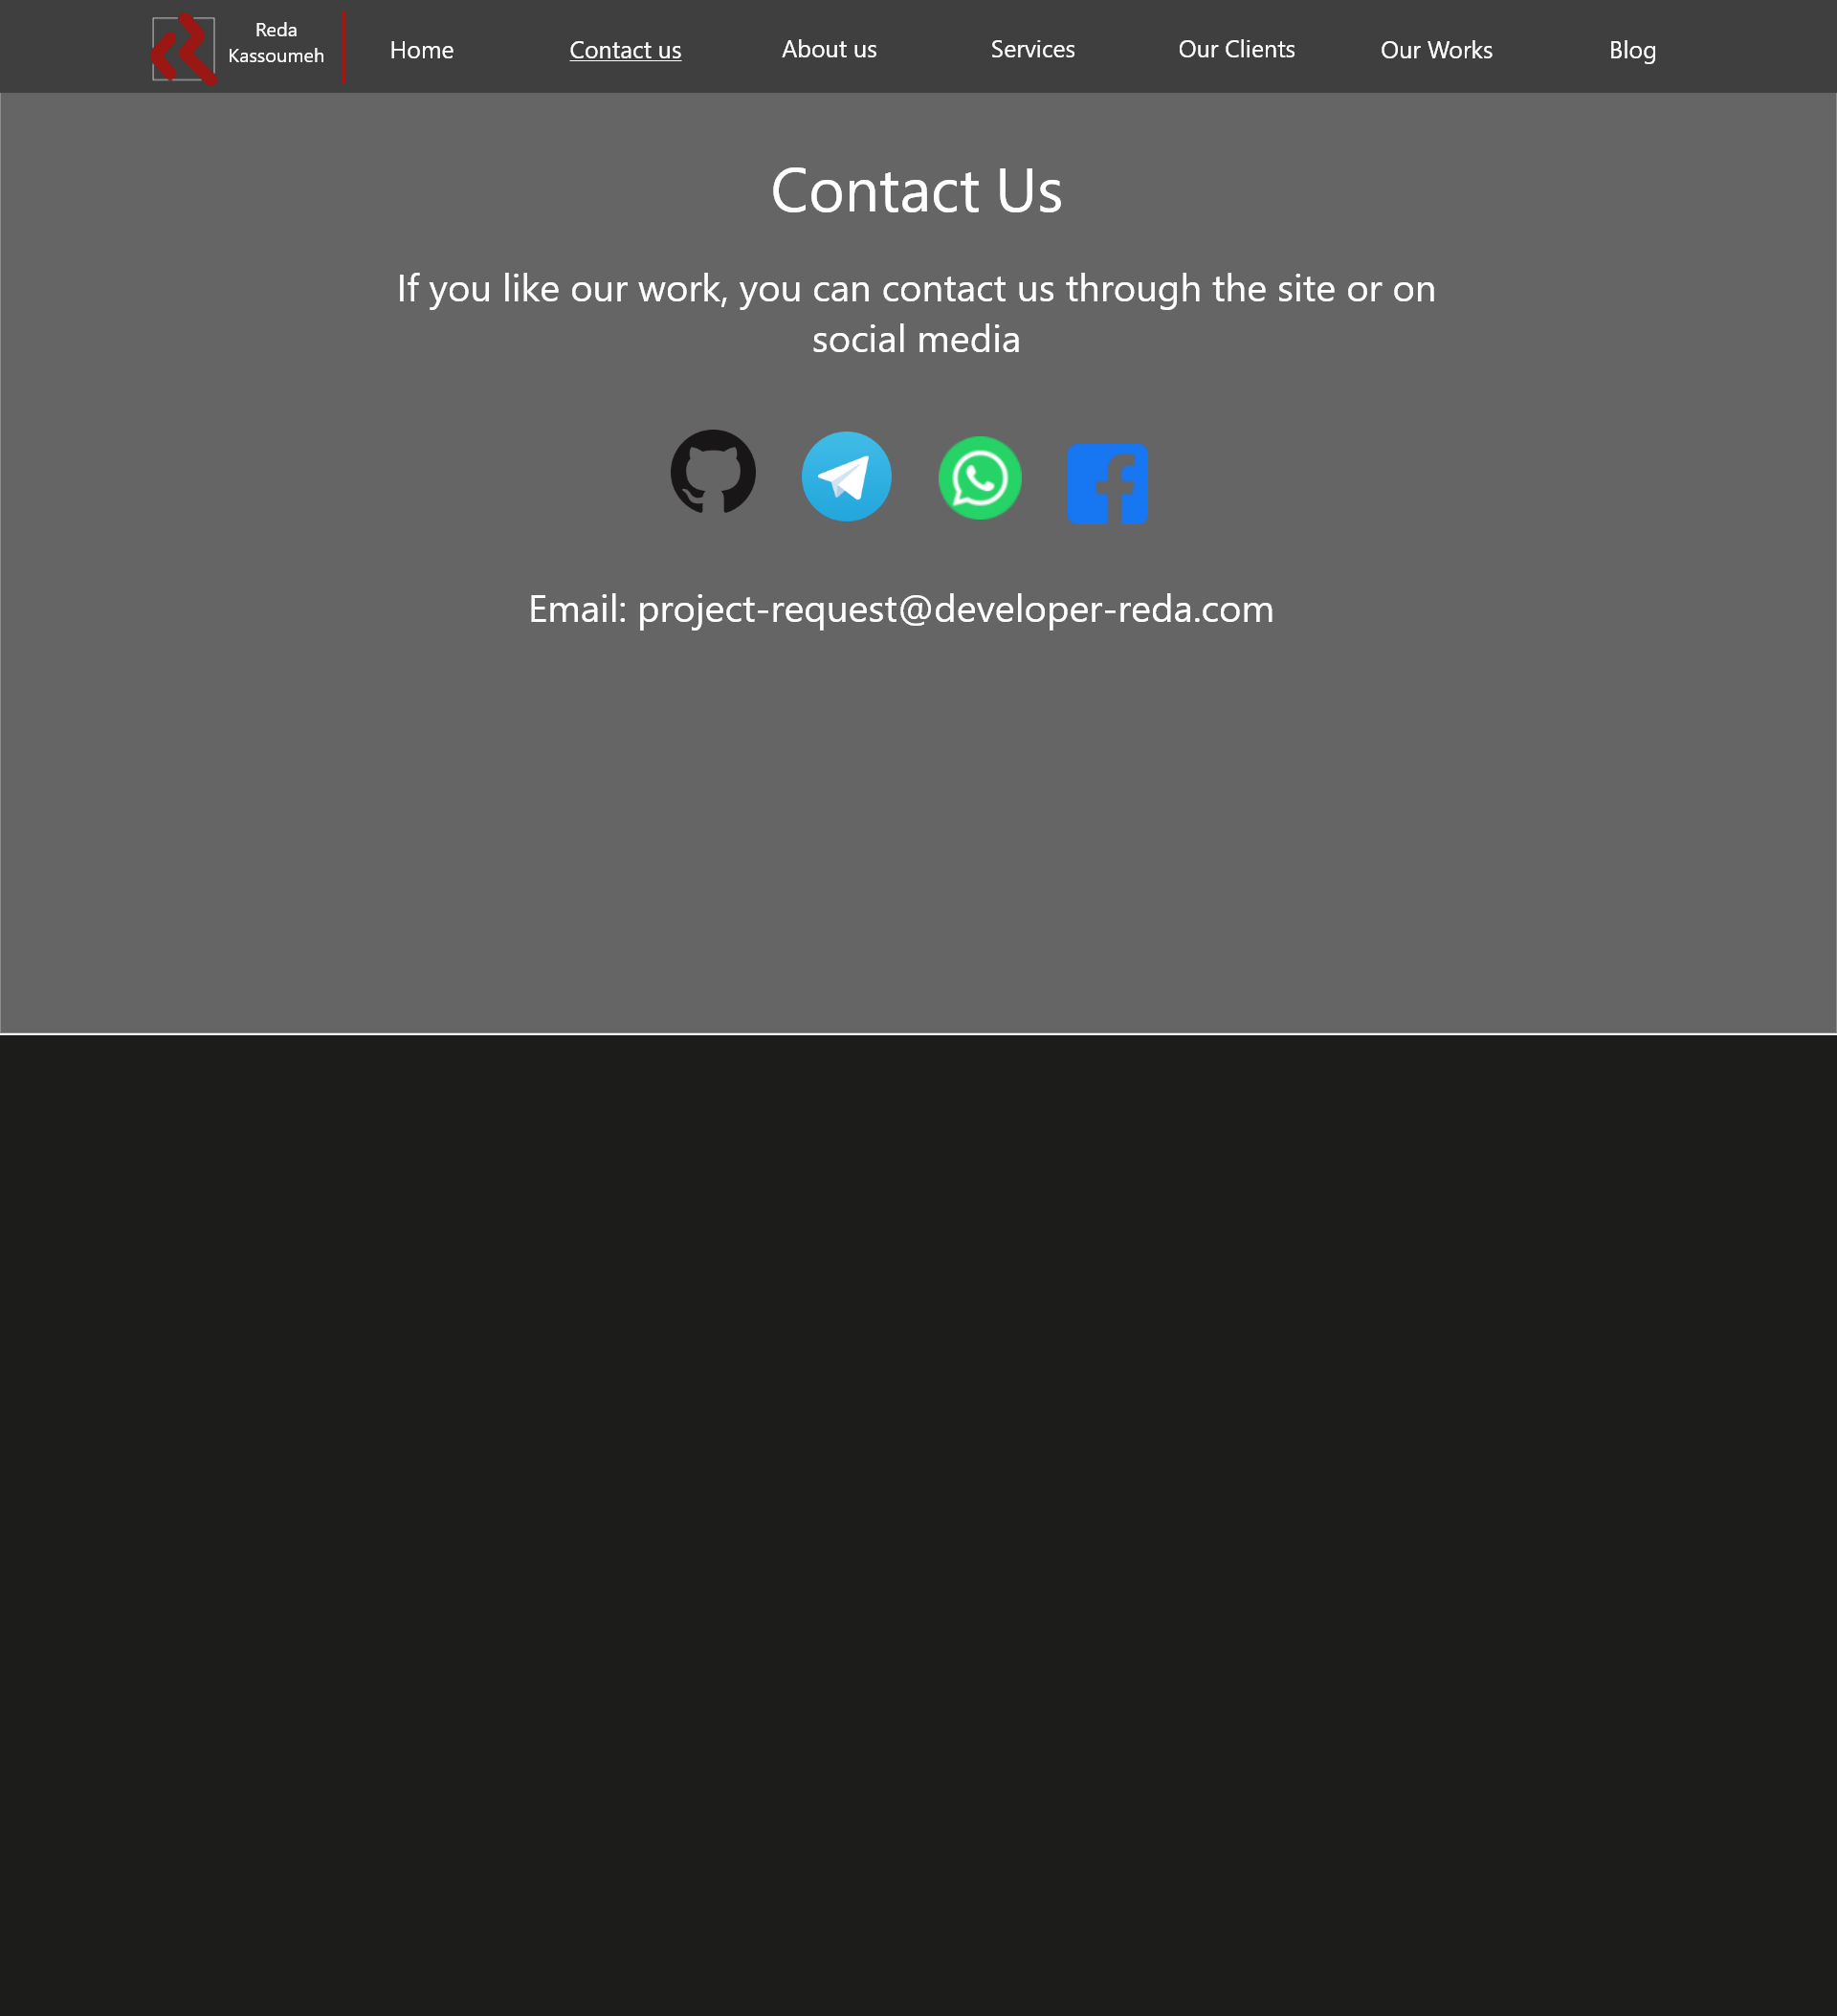 Reda
Kassoumeh
Home
Contact us
About us
Services
Our Clients
Our Works
Blog
Contact Us
If you like our work, you can contact us through the site or on
social media
Email: project-request@developer-reda.com